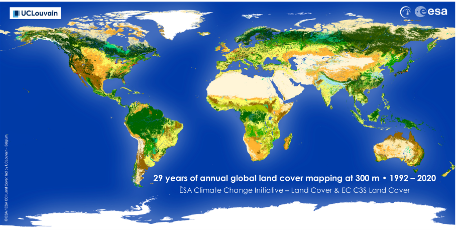 UCLouvain
esa
29 years of annual global land cover mapping at 300 m • 1992 – 2020
ESA Climate Change Initiative – Land Cover & EC C3S Land Cover